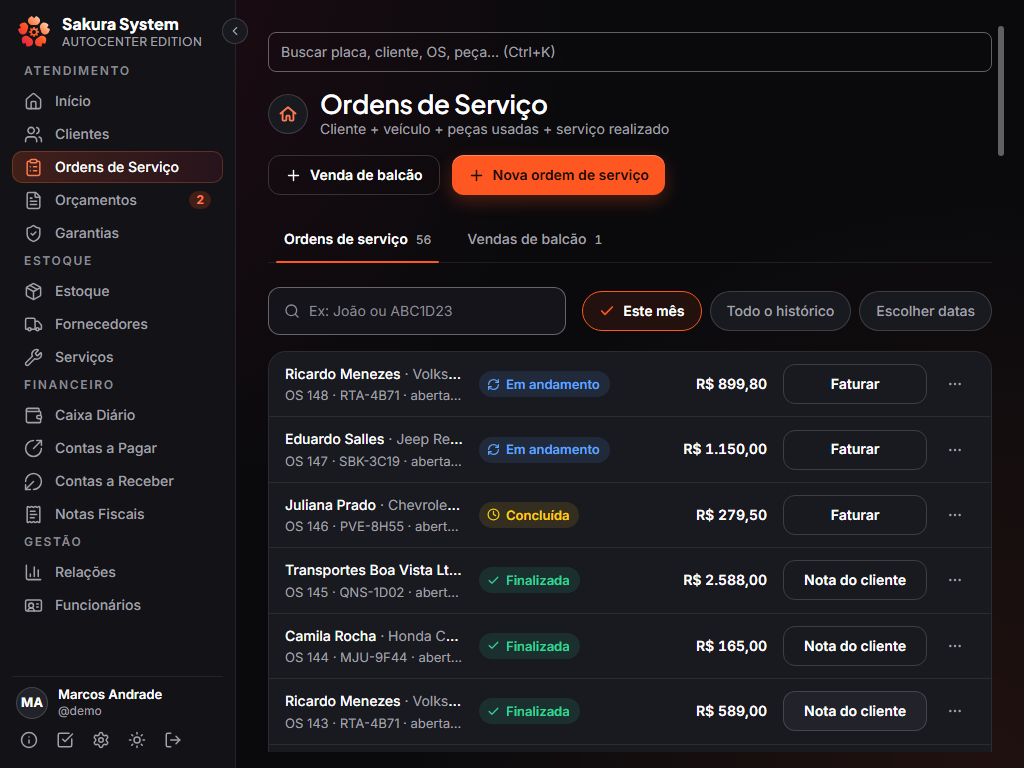 Sakura System
AUTOCENTER EDITION
ATENDIMENTO
Início
Clientes
Ordens de Serviço
Orçamentos 2
Garantias
ESTOQUE
Estoque
Fornecedores
Serviços
FINANCEIRO
Caixa Diário
Contas a Pagar
Contas a Receber
Notas Fiscais
GESTÃO
Relações
Funcionários
MA
Marcos Andrade
@demo
Buscar placa, cliente, OS, peça... (Ctrl+K)
Ordens de Serviço
Cliente + veículo + peças usadas + serviço realizado
Venda de balcão
Nova ordem de serviço
Ordens de serviço 56
Vendas de balcão 1
Ex: João ou ABC1D23
Este mês
Todo o histórico
Escolher datas
Ricardo Menezes · Volks...
OS 148 · RTA-4B71 · aberta...
Em andamento
R$ 899,80
Faturar
Eduardo Salles · Jeep Re...
OS 147 · SBK-3C19 · aberta...
Em andamento
R$ 1.150,00
Faturar
Juliana Prado · Chevrole...
OS 146 · PVE-8H55 · abert...
Concluída
R$ 279,50
Faturar
Transportes Boa Vista Lt...
OS 145 · QNS-1D02 · abert...
Finalizada
R$ 2.588,00
Nota do cliente
Camila Rocha · Honda C...
OS 144 · MJU-9F44 · abert...
Finalizada
R$ 165,00
Nota do cliente
Ricardo Menezes · Volks...
OS 143 · RTA-4B71 · aberta...
Finalizada
R$ 589,00
Nota do cliente